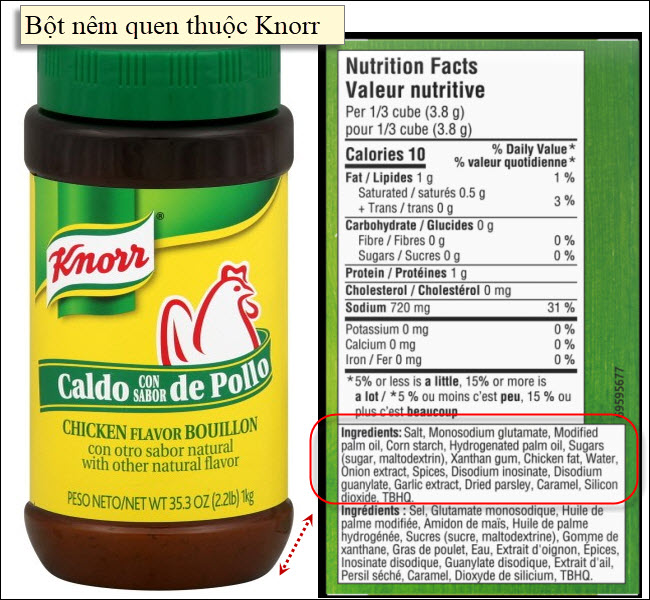 Bột nêm quen thuộc Knorr
Knorr®
Caldo CON SABOR de Pollo
CHICKEN FLAVOR BOUILLON
con otro sabor natural
with other natural flavor
PESO NETO/NET WT 35.3 OZ (2.2lb) 1kg
Nutrition Facts
Valeur nutritive
Per 1/3 cube (3.8 g)
pour 1/3 cube (3.8 g)
Calories 10
% Daily Value*
% valeur quotidienne*
Fat / Lipides 1 g 1 %
Saturated / saturés 0.5 g
+ Trans / trans 0 g
3 %
Carbohydrate / Glucides 0 g
Fibre / Fibres 0 g 0 %
Sugars / Sucres 0 g 0 %
Protein / Protéines 1 g
Cholesterol / Cholestérol 0 mg
Sodium 720 mg 31 %
Potassium 0 mg 0 %
Calcium 0 mg 0 %
Iron / Fer 0 mg 0 %
*5% or less is a little, 15% or more is
a lot / *5 % ou moins c'est peu, 15 % ou
plus c'est beaucoup
69595677
Ingredients: Salt, Monosodium glutamate, Modified
palm oil, Corn starch, Hydrogenated palm oil, Sugars
(sugar, maltodextrin), Xanthan gum, Chicken fat, Water,
Onion extract, Spices, Disodium inosinate, Disodium
guanylate, Garlic extract, Dried parsley, Caramel, Silicon
dioxide, TBHQ.
Ingrédients : Sel, Glutamate monosodique, Huile de
palme modifiée, Amidon de maïs, Huile de palme
hydrogénée, Sucres (sucre, maltodextrine), Gomme de
xanthane, Gras de poulet, Eau, Extrait d'oignon, Épices,
Inosinate disodique, Guanylate disodique, Extrait d'ail,
Persil séché, Caramel, Dioxyde de silicium, TBHQ.